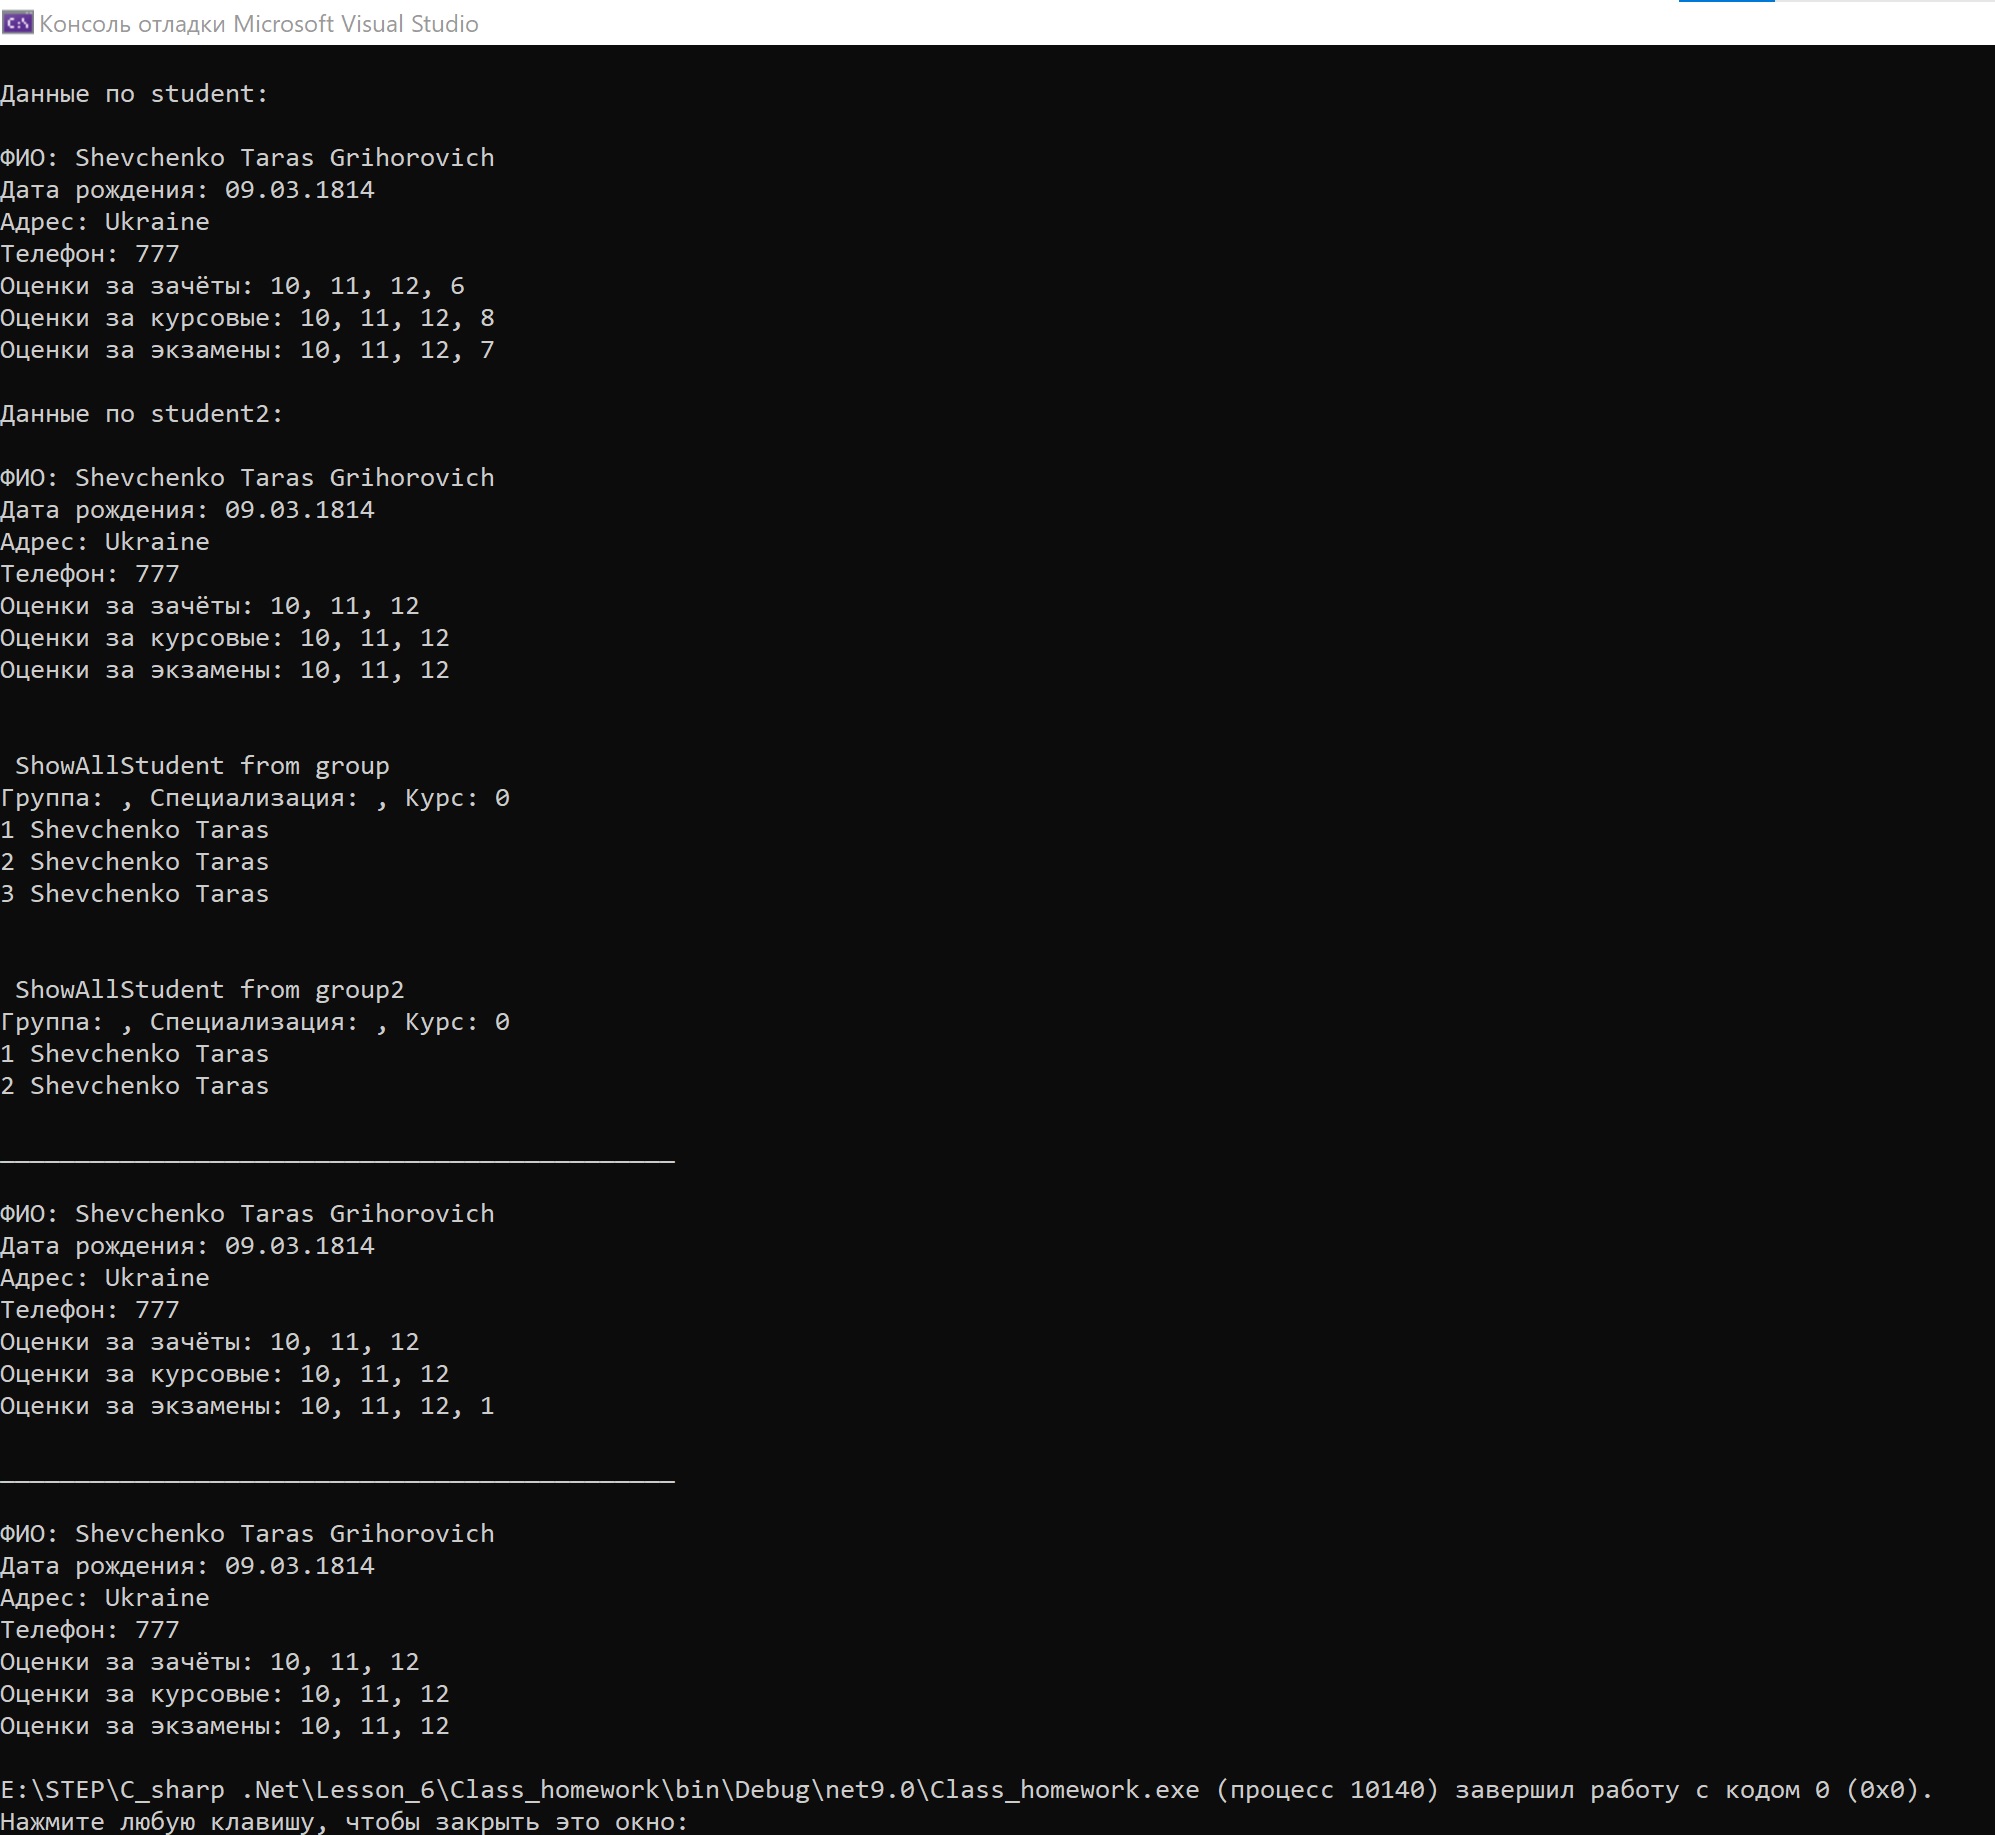 Консоль отладки Microsoft Visual Studio
Данные по student:
ФИО: Shevchenko Taras Grihorovich
Дата рождения: 09.03.1814
Адрес: Ukraine
Телефон: 777
Оценки за зачёты: 10, 11, 12, 6
Оценки за курсовые: 10, 11, 12, 8
Оценки за экзамены: 10, 11, 12, 7
Данные по student2:
ФИО: Shevchenko Taras Grihorovich
Дата рождения: 09.03.1814
Адрес: Ukraine
Телефон: 777
Оценки за зачёты: 10, 11, 12
Оценки за курсовые: 10, 11, 12
Оценки за экзамены: 10, 11, 12
ShowAllStudent from group
Группа: , Специализация: , Курс: 0
1 Shevchenko Taras
2 Shevchenko Taras
3 Shevchenko Taras
ShowAllStudent from group2
Группа: , Специализация: , Курс: 0
1 Shevchenko Taras
2 Shevchenko Taras
_____________________________________________
ФИО: Shevchenko Taras Grihorovich
Дата рождения: 09.03.1814
Адрес: Ukraine
Телефон: 777
Оценки за зачёты: 10, 11, 12
Оценки за курсовые: 10, 11, 12
Оценки за экзамены: 10, 11, 12, 1
_____________________________________________
ФИО: Shevchenko Taras Grihorovich
Дата рождения: 09.03.1814
Адрес: Ukraine
Телефон: 777
Оценки за зачёты: 10, 11, 12
Оценки за курсовые: 10, 11, 12
Оценки за экзамены: 10, 11, 12
E:\STEP\C_sharp .Net\Lesson_6\Class_homework\bin\Debug\net9.0\Class_homework.exe (процесс 10140) завершил работу с кодом 0 (0x0).
Нажмите любую клавишу, чтобы закрыть это окно: